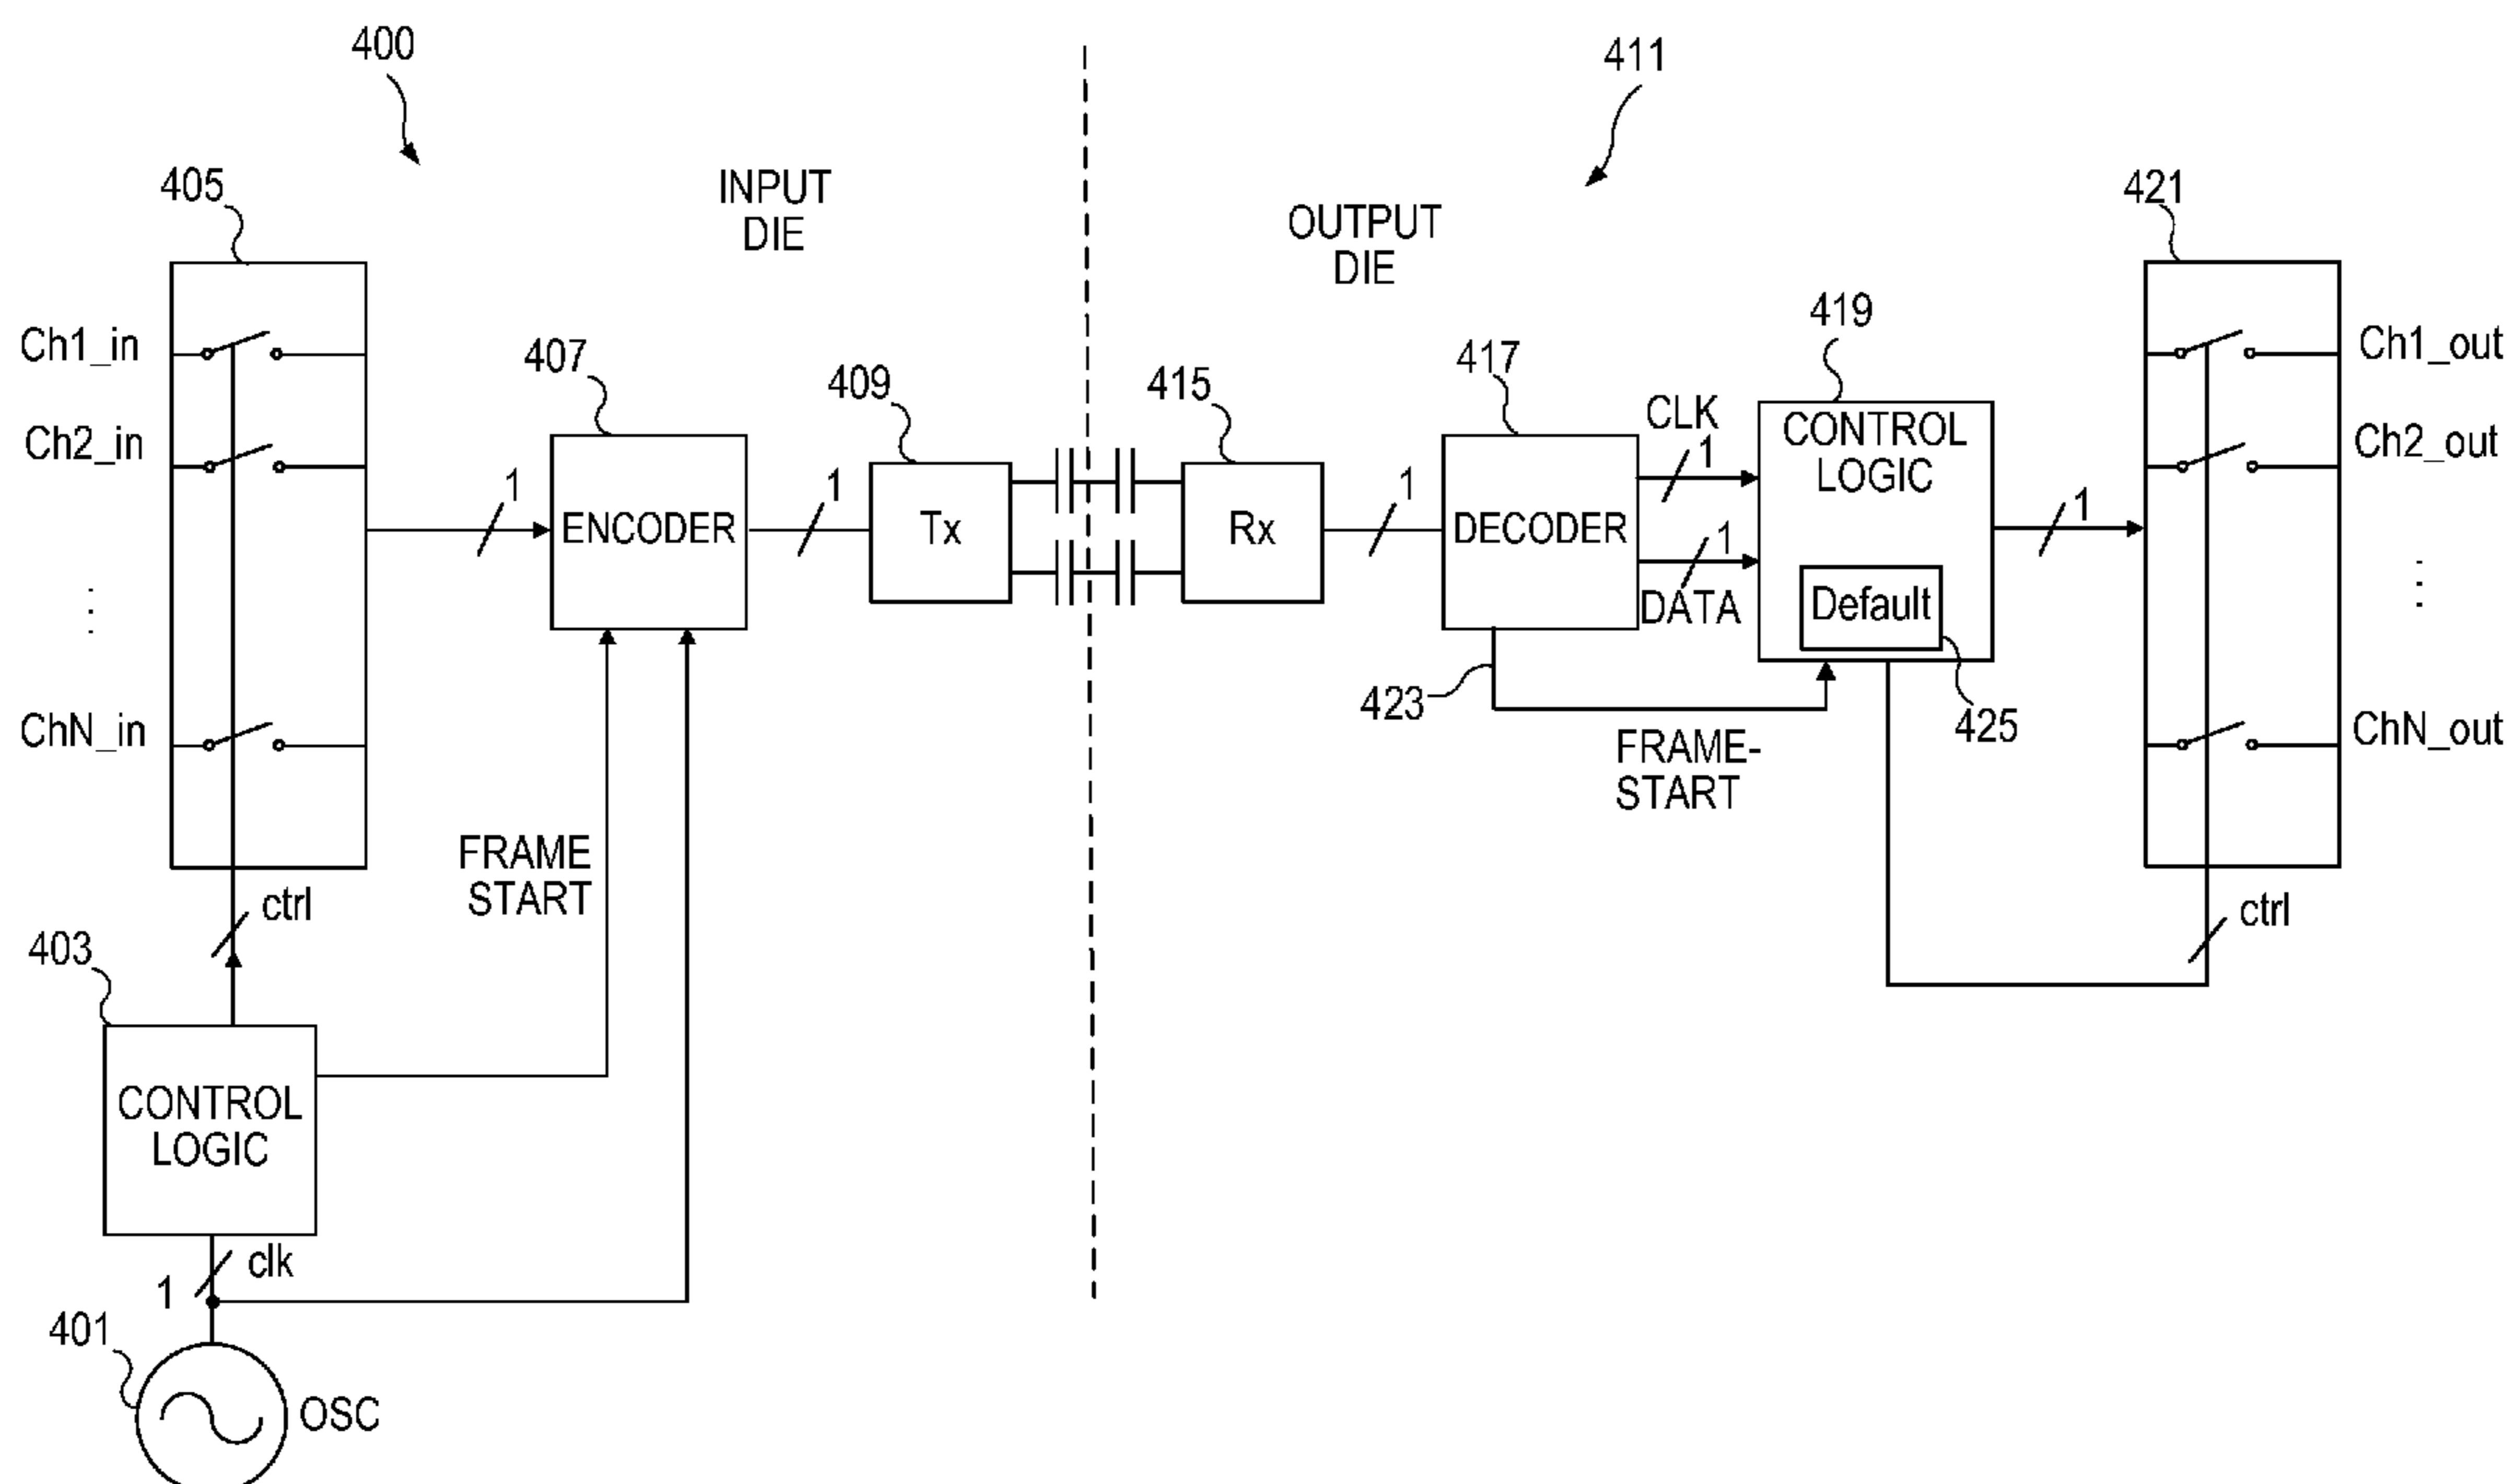 400
411
405
INPUT
DIE
OUTPUT
DIE
421
Ch1_in
407
409
415
417
419
Ch1_out
Ch2_in
1
ENCODER
1
Tx
Rx
1
DECODER
CLK
1
1
DATA
CONTROL
LOGIC
Default
1
Ch2_out
⋮
⋮
ChN_in
423
FRAME-
START
425
ChN_out
FRAME
START
ctrl
ctrl
403
CONTROL
LOGIC
clk
1
401
OSC